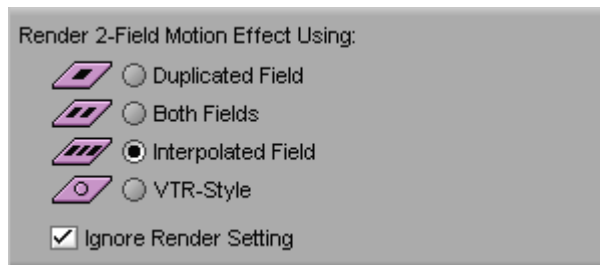 Render 2-Field Motion Effect Using:
Duplicated Field
Both Fields
Interpolated Field
VTR-Style
Ignore Render Setting